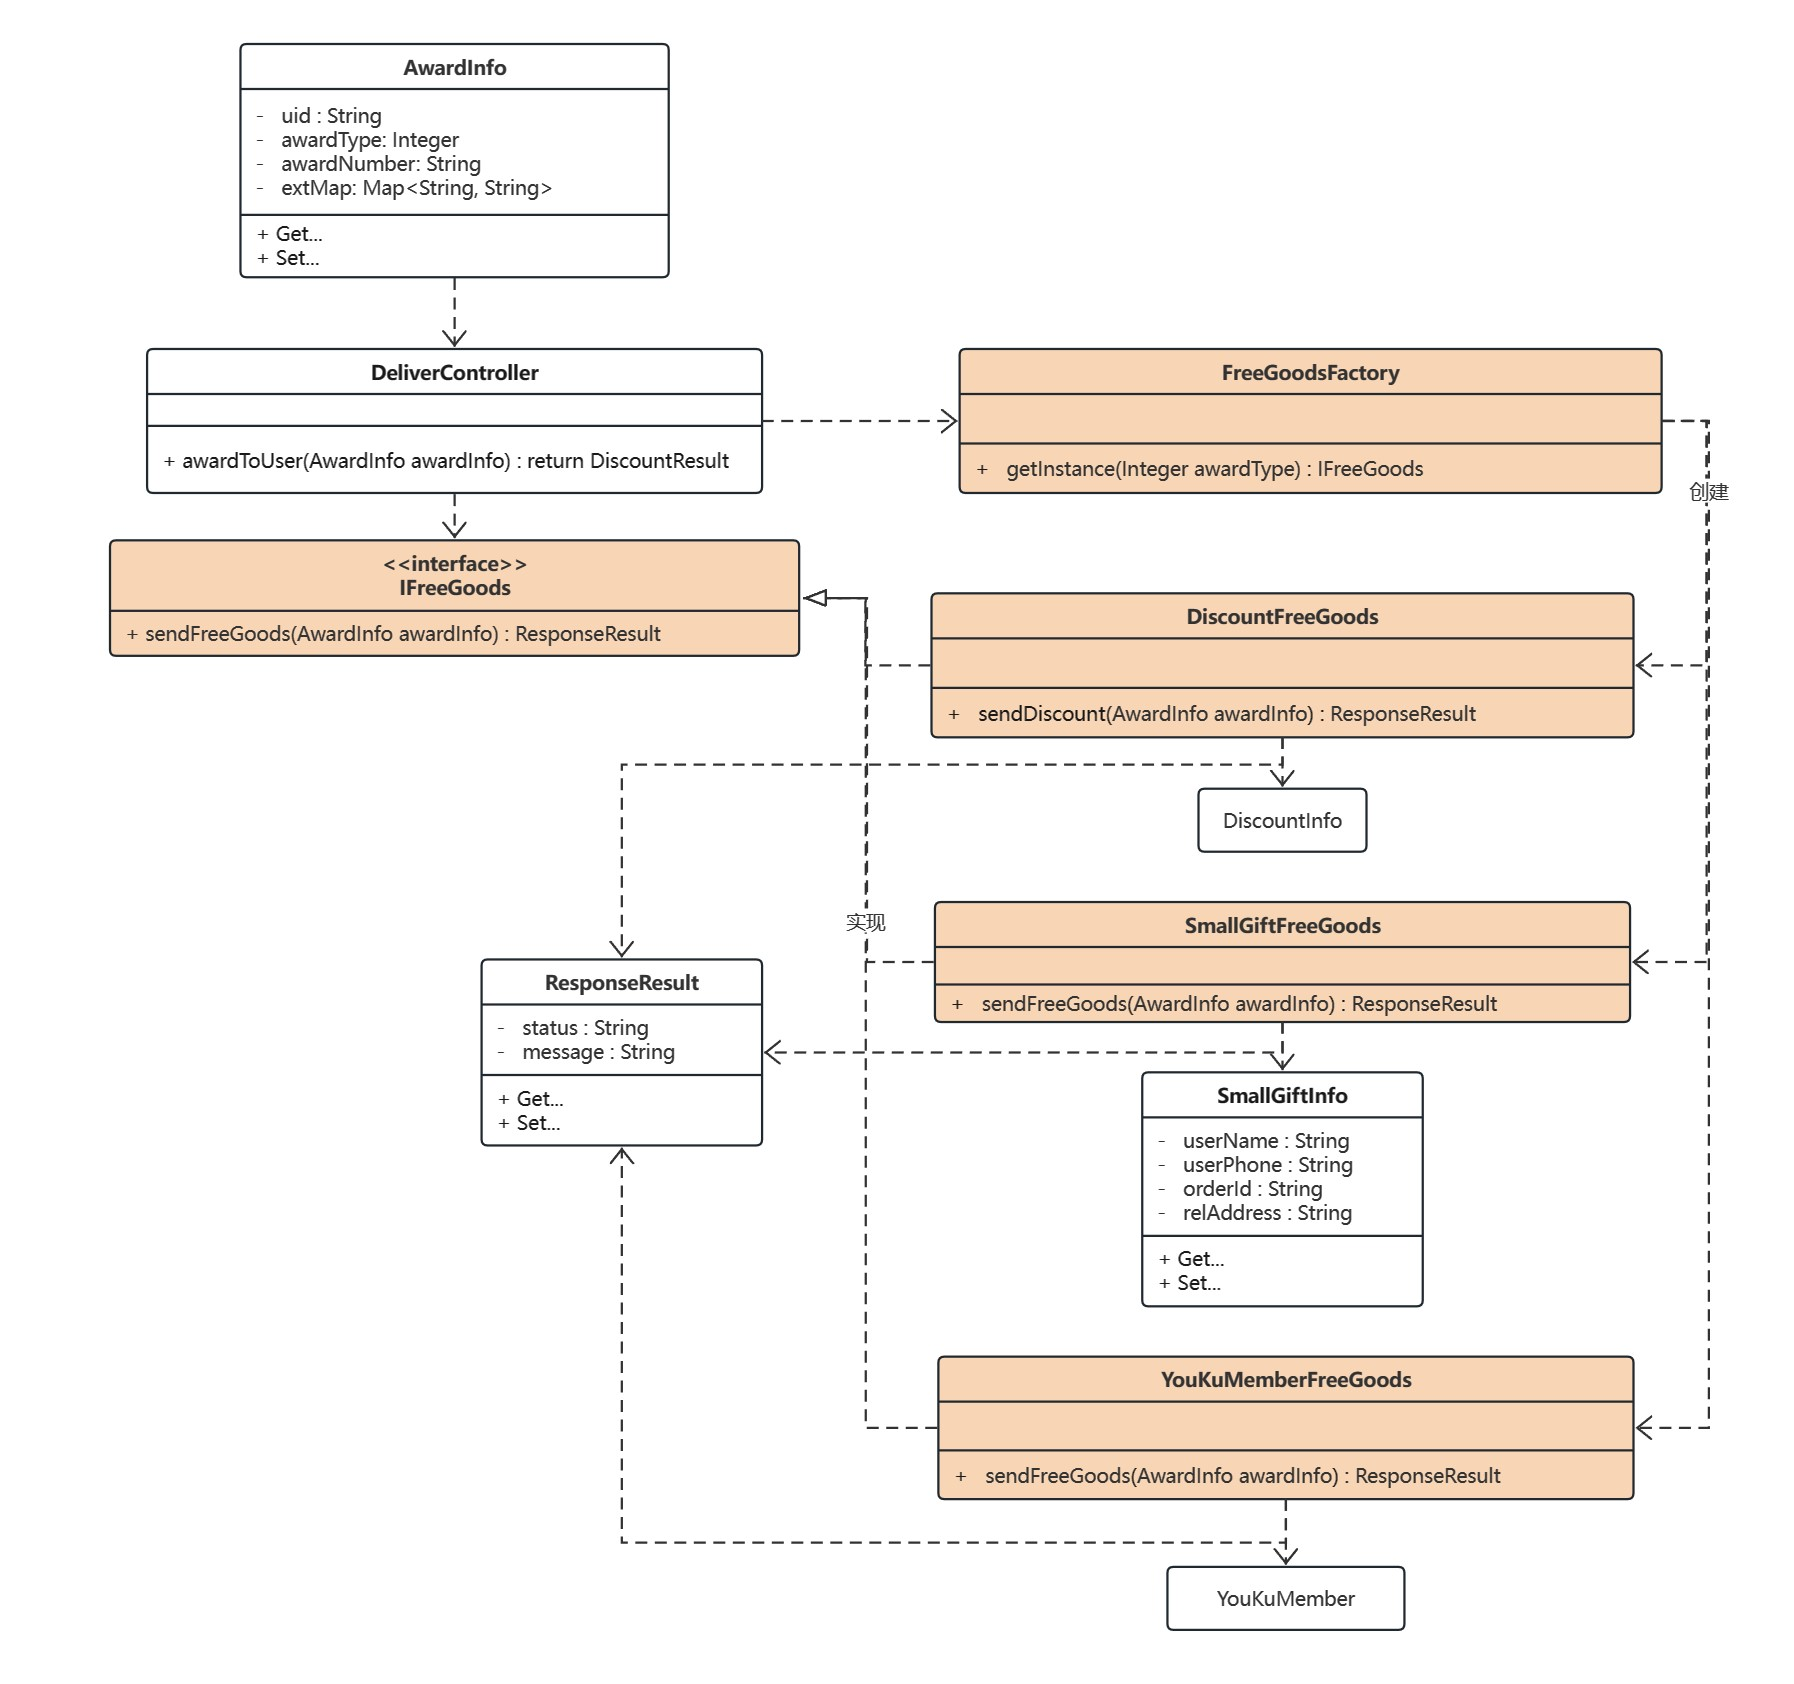 AwardInfo
- uid : String
- awardType: Integer
- awardNumber: String
- extMap: Map<String, String>
+ Get...
+ Set...
DeliverController
+ awardToUser(AwardInfo awardInfo) : return DiscountResult
FreeGoodsFactory
+ getInstance(Integer awardType) : IFreeGoods
创建
<<interface>>
IFreeGoods
+ sendFreeGoods(AwardInfo awardInfo) : ResponseResult
DiscountFreeGoods
+ sendDiscount(AwardInfo awardInfo) : ResponseResult
DiscountInfo
实现
SmallGiftFreeGoods
+ sendFreeGoods(AwardInfo awardInfo) : ResponseResult
ResponseResult
- status : String
- message : String
+ Get...
+ Set...
SmallGiftInfo
- userName : String
- userPhone : String
- orderId : String
- relAddress : String
+ Get...
+ Set...
YouKuMemberFreeGoods
+ sendFreeGoods(AwardInfo awardInfo) : ResponseResult
YouKuMember